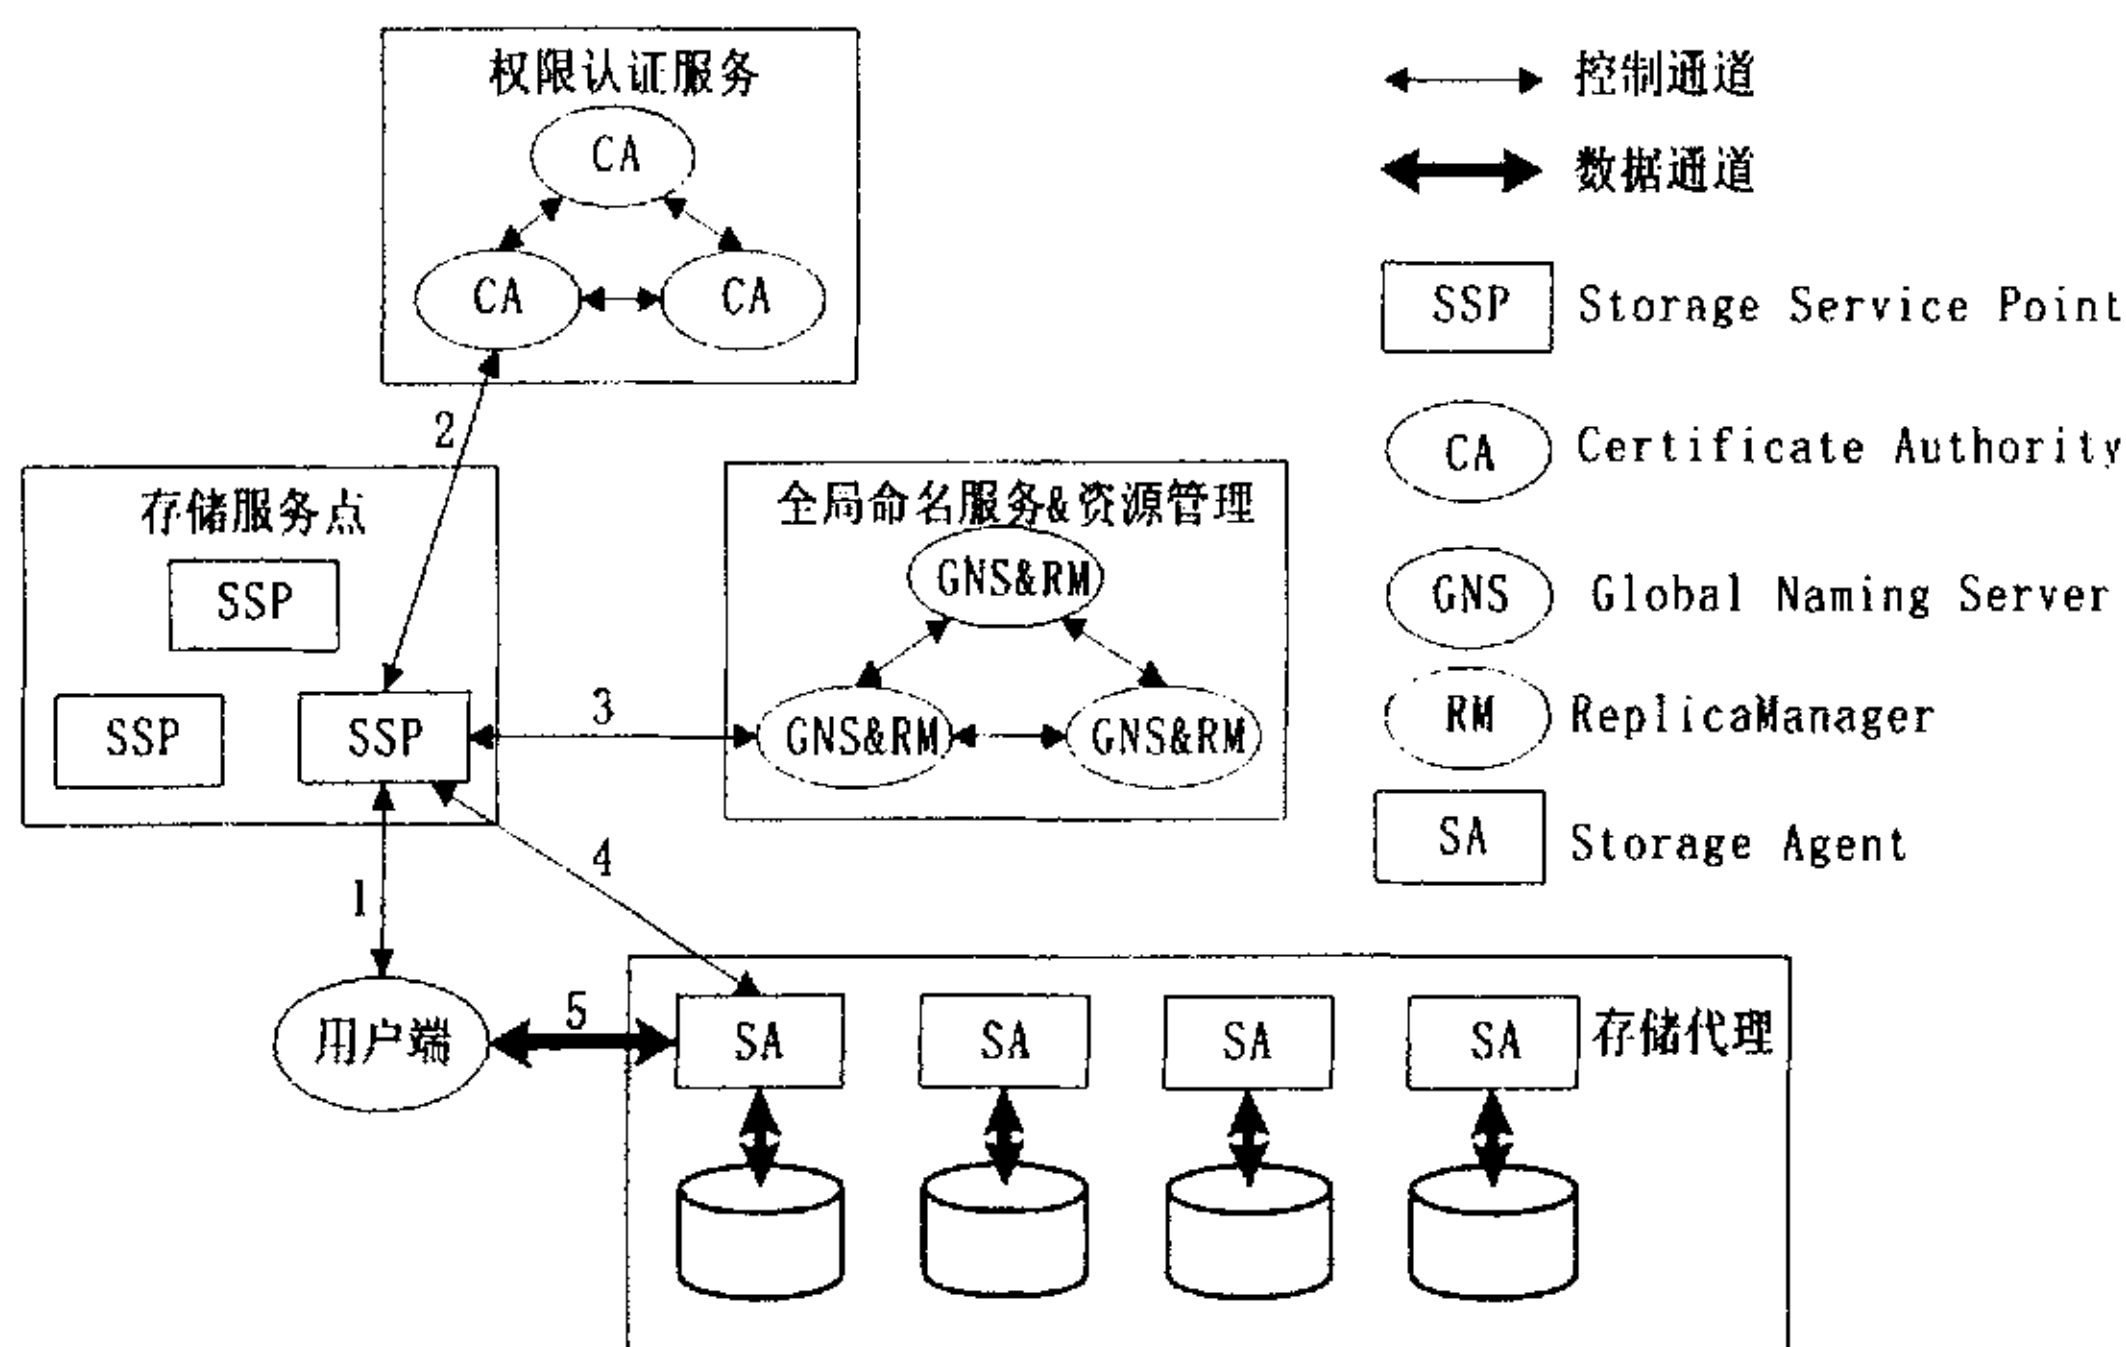 权限认证服务
CA
CA
CA
2
存储服务点
SSP
SSP
SSP
全局命名服务&资源管理
GNS&RM
GNS&RM
GNS&RM
3
4
1
用户端
5
SA
SA
SA
SA
存储代理
控制通道
数据通道
SSP Storage Service Point
CA Certificate Authority
GNS Global Naming Server
RM ReplicaManager
SA Storage Agent